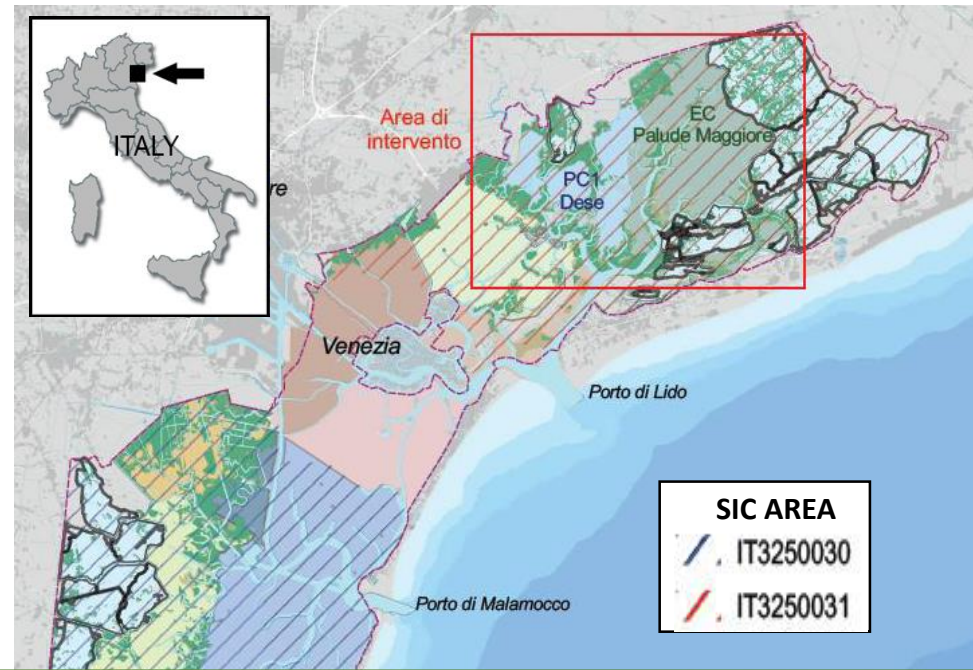 ITALY
re
Area di
intervento
EC
Palude Maggiore
PC1
Dese
Venezia
Porto di Lido
Porto di Malamocco
SIC AREA
IT3250030
IT3250031